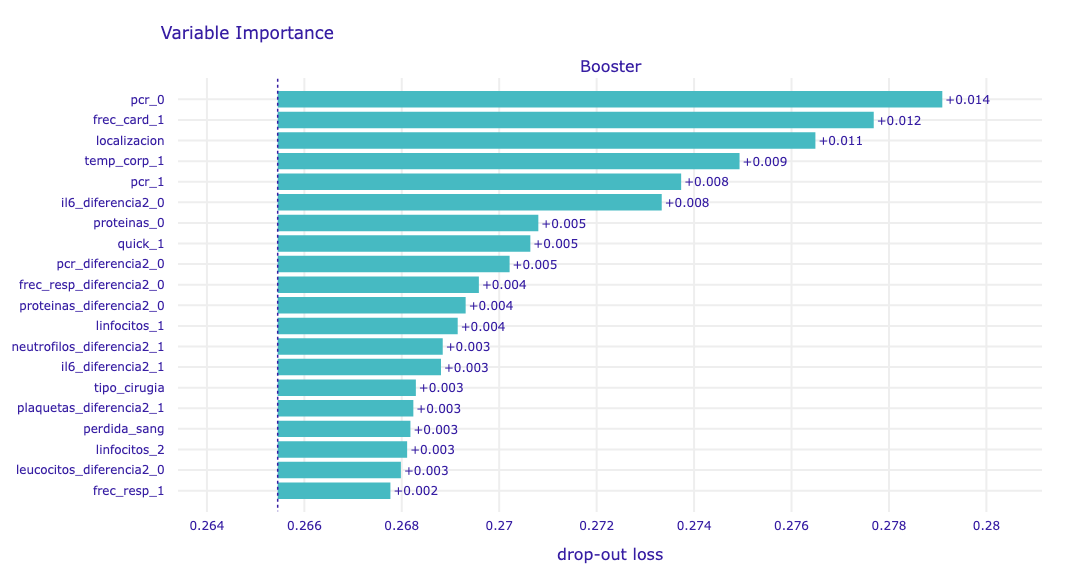 Variable Importance
Booster
pcr_0 +0.014
frec_card_1 +0.012
localizacion +0.011
temp_corp_1 +0.009
pcr_1 +0.008
il6_diferencia2_0 +0.008
proteinas_0 +0.005
quick_1 +0.005
pcr_diferencia2_0 +0.005
frec_resp_diferencia2_0 +0.004
proteinas_diferencia2_0 +0.004
linfocitos_1 +0.004
neutrofilos_diferencia2_1 +0.003
il6_diferencia2_1 +0.003
tipo_cirugia +0.003
plaquetas_diferencia2_1 +0.003
perdida_sang +0.003
linfocitos_2 +0.003
leucocitos_diferencia2_0 +0.003
frec_resp_1 +0.002
0.264 0.266 0.268 0.27 0.272 0.274 0.276 0.278 0.28
drop-out loss